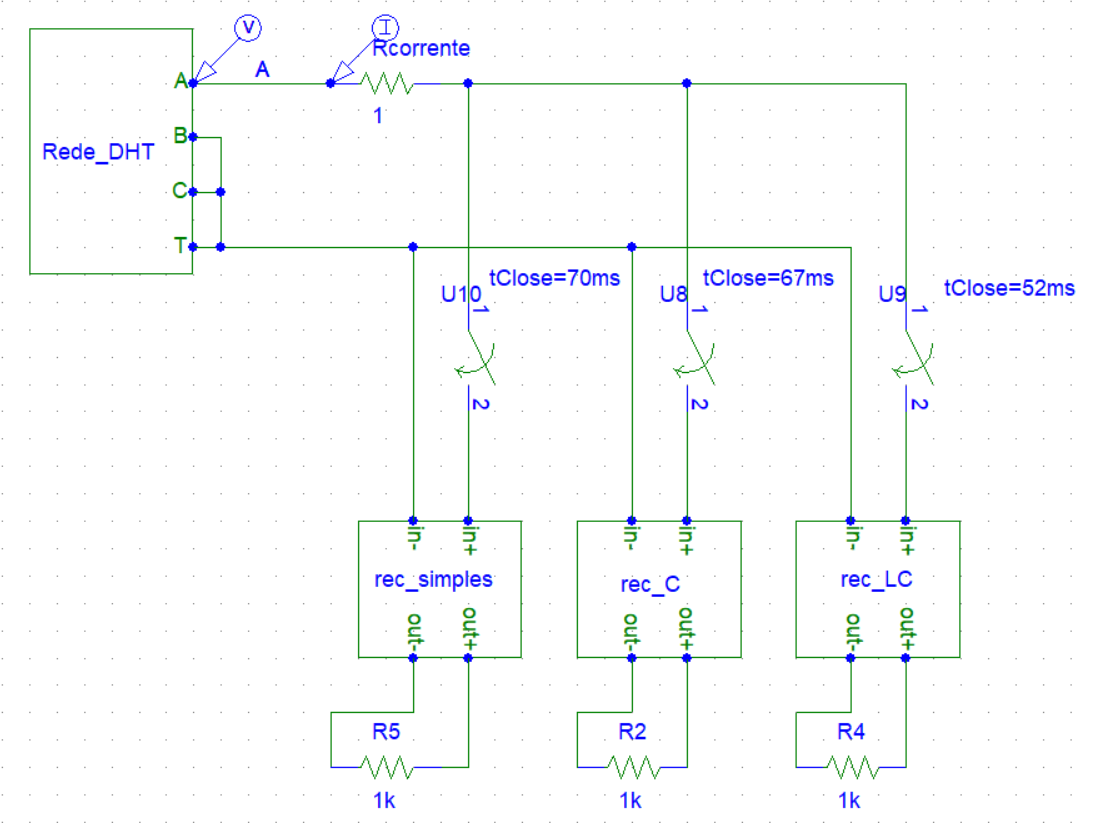 V
I
Rcorrente
A
A
1
B
Rede_DHT
C
T
tClose=70ms
tClose=67ms
tClose=52ms
U10
U8
U9
1
1
1
2
2
2
in-
in+
in-
in+
in-
in+
rec_simples
rec_C
rec_LC
out-
out+
out-
out+
out-
out+
R5
R2
R4
1k
1k
1k